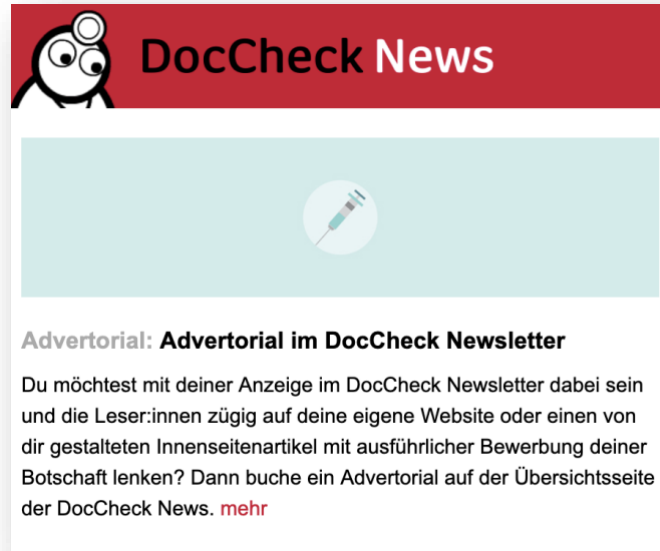 DocCheck News
Advertorial: Advertorial im DocCheck Newsletter
Du möchtest mit deiner Anzeige im DocCheck Newsletter dabei sein
und die Leser:innen zügig auf deine eigene Website oder einen von
dir gestalteten Innenseitenartikel mit ausführlicher Bewerbung deiner
Botschaft lenken? Dann buche ein Advertorial auf der Übersichtsseite
der DocCheck News. mehr